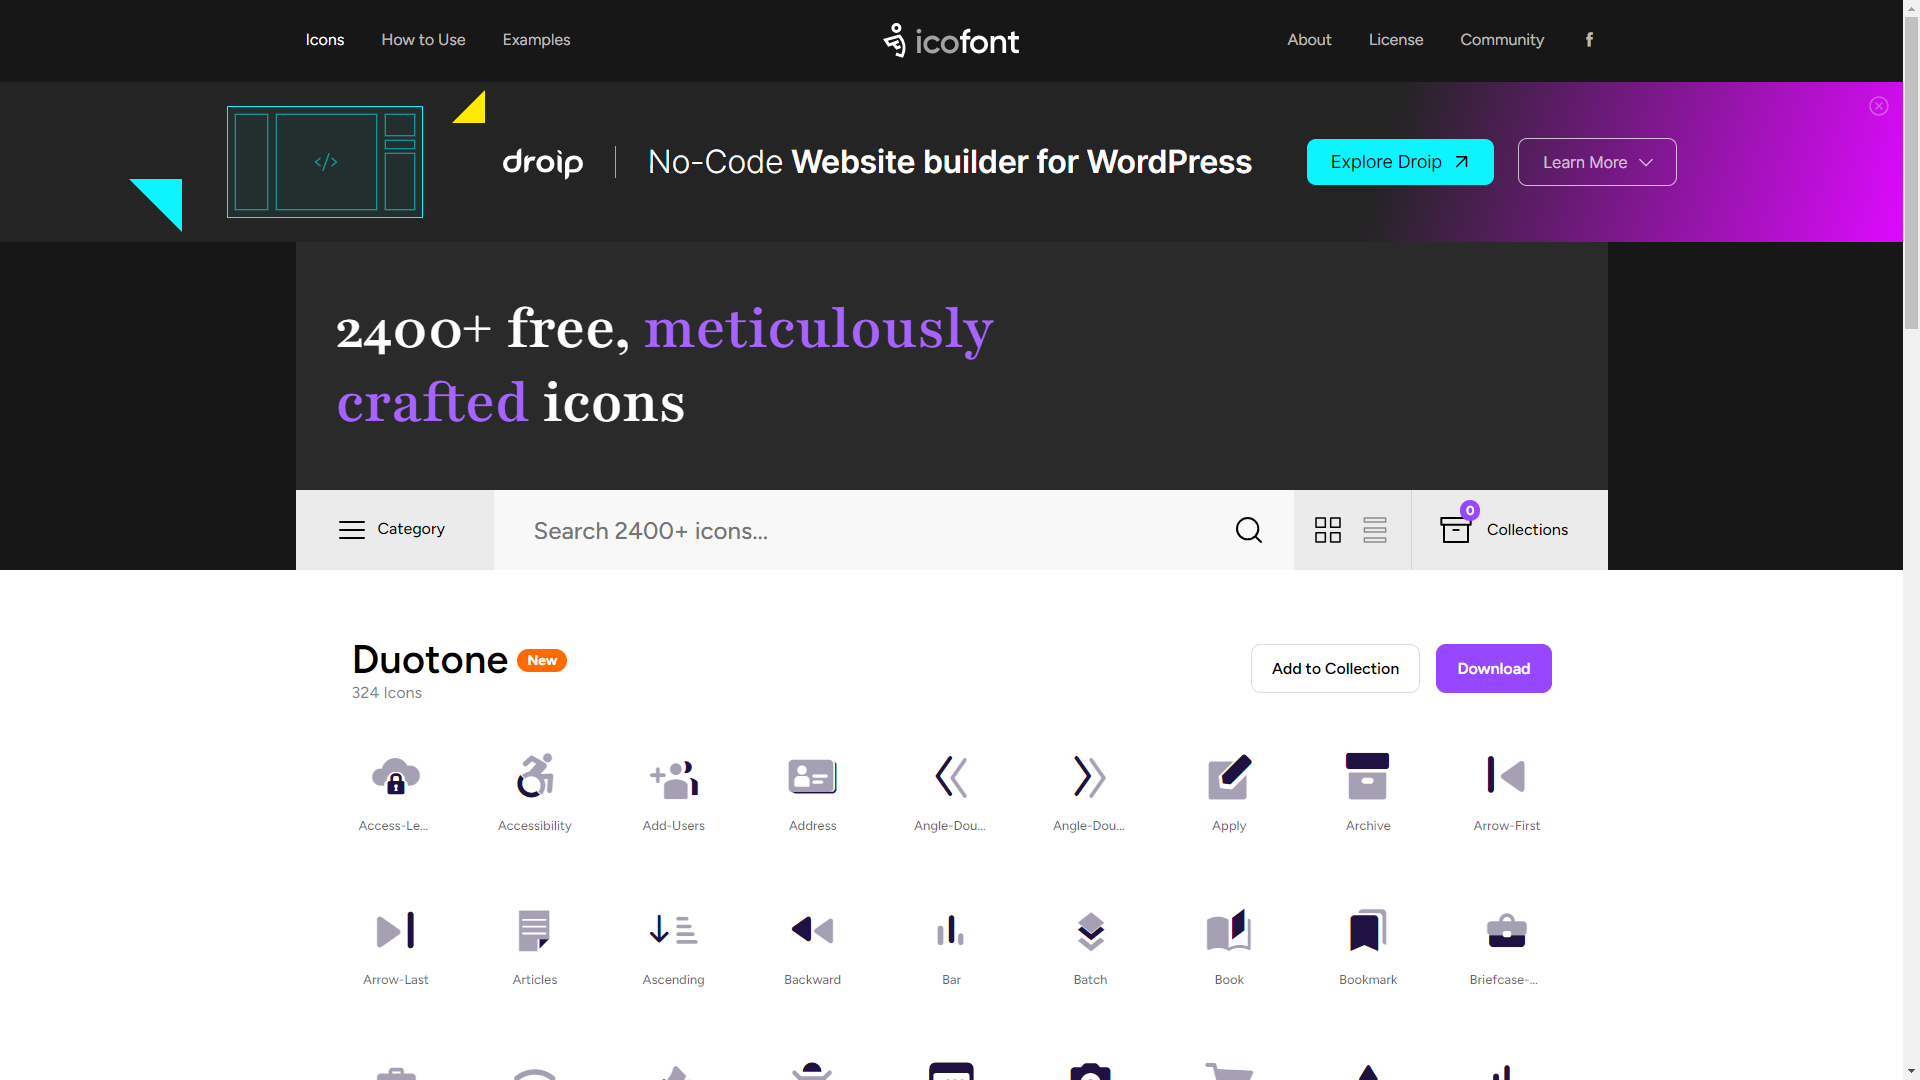 Icons How to Use Examples icofont About License Community f
</> droip No-Code Website builder for WordPress Explore Droip Learn More
2400+ free, meticulously
crafted icons
Category Search 2400+ icons... 0 Collections
Duotone New Add to Collection Download
324 Icons
Access-Le... Accessibility Add-Users Address Angle-Dou... Angle-Dou... Apply Archive Arrow-First
Arrow-Last Articles Ascending Backward Bar Batch Book Bookmark Briefcase-...